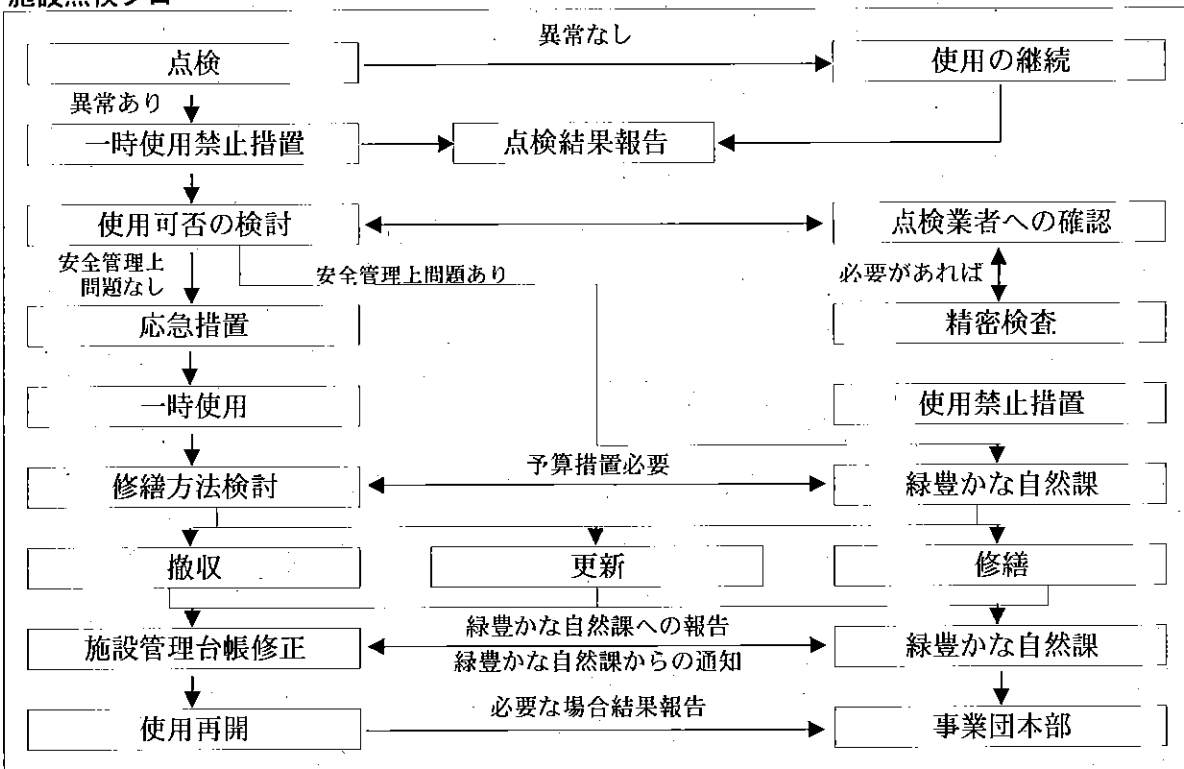 施設点検フロー
異常なし
点検
使用の継続
異常あり
一時使用禁止措置
点検結果報告
使用可否の検討
点検業者への確認
安全管理上
問題なし
安全管理上問題あり
必要があれば
応急措置
精密検査
一時使用
使用禁止措置
予算措置必要
修繕方法検討
緑豊かな自然課
撤収
更新
修繕
緑豊かな自然課への報告
施設管理台帳修正
緑豊かな自然課
緑豊かな自然課からの通知
必要な場合結果報告
使用再開
事業団本部